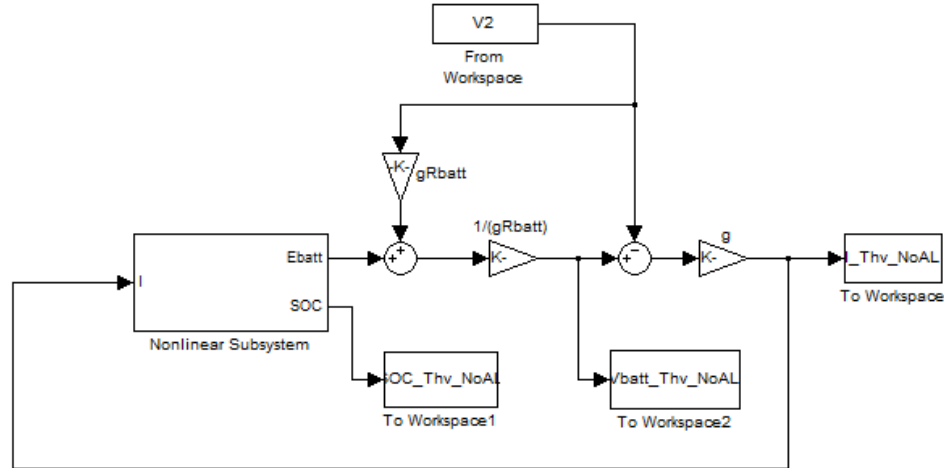 V2
From
Workspace
-K-
gRbatt
1/(gRbatt)
g
Ebatt
+
+
K-
+
−
K-
I_Thv_NoAL
To Workspace
I
SOC
Nonlinear Subsystem
SOC_Thv_NoAL
To Workspace1
Vbatt_Thv_NoAL
To Workspace2